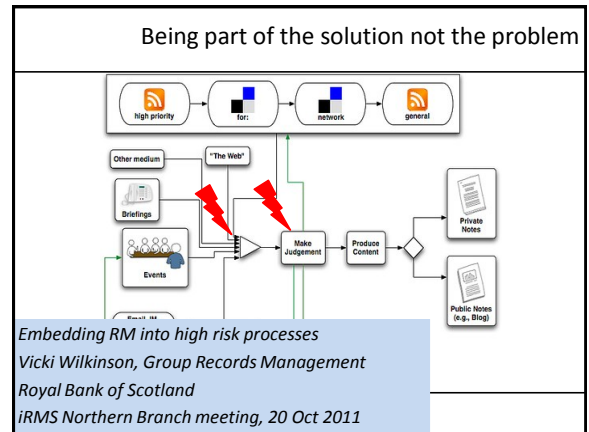 Being part of the solution not the problem
high priority
for:
network
general
Other medium
"The Web"
Briefings
Events
Make
Judgement
Produce
Content
Private
Notes
Public Notes
(e.g., Blog)
Email, IM
Embedding RM into high risk processes
Vicki Wilkinson, Group Records Management
Royal Bank of Scotland
iRMS Northern Branch meeting, 20 Oct 2011